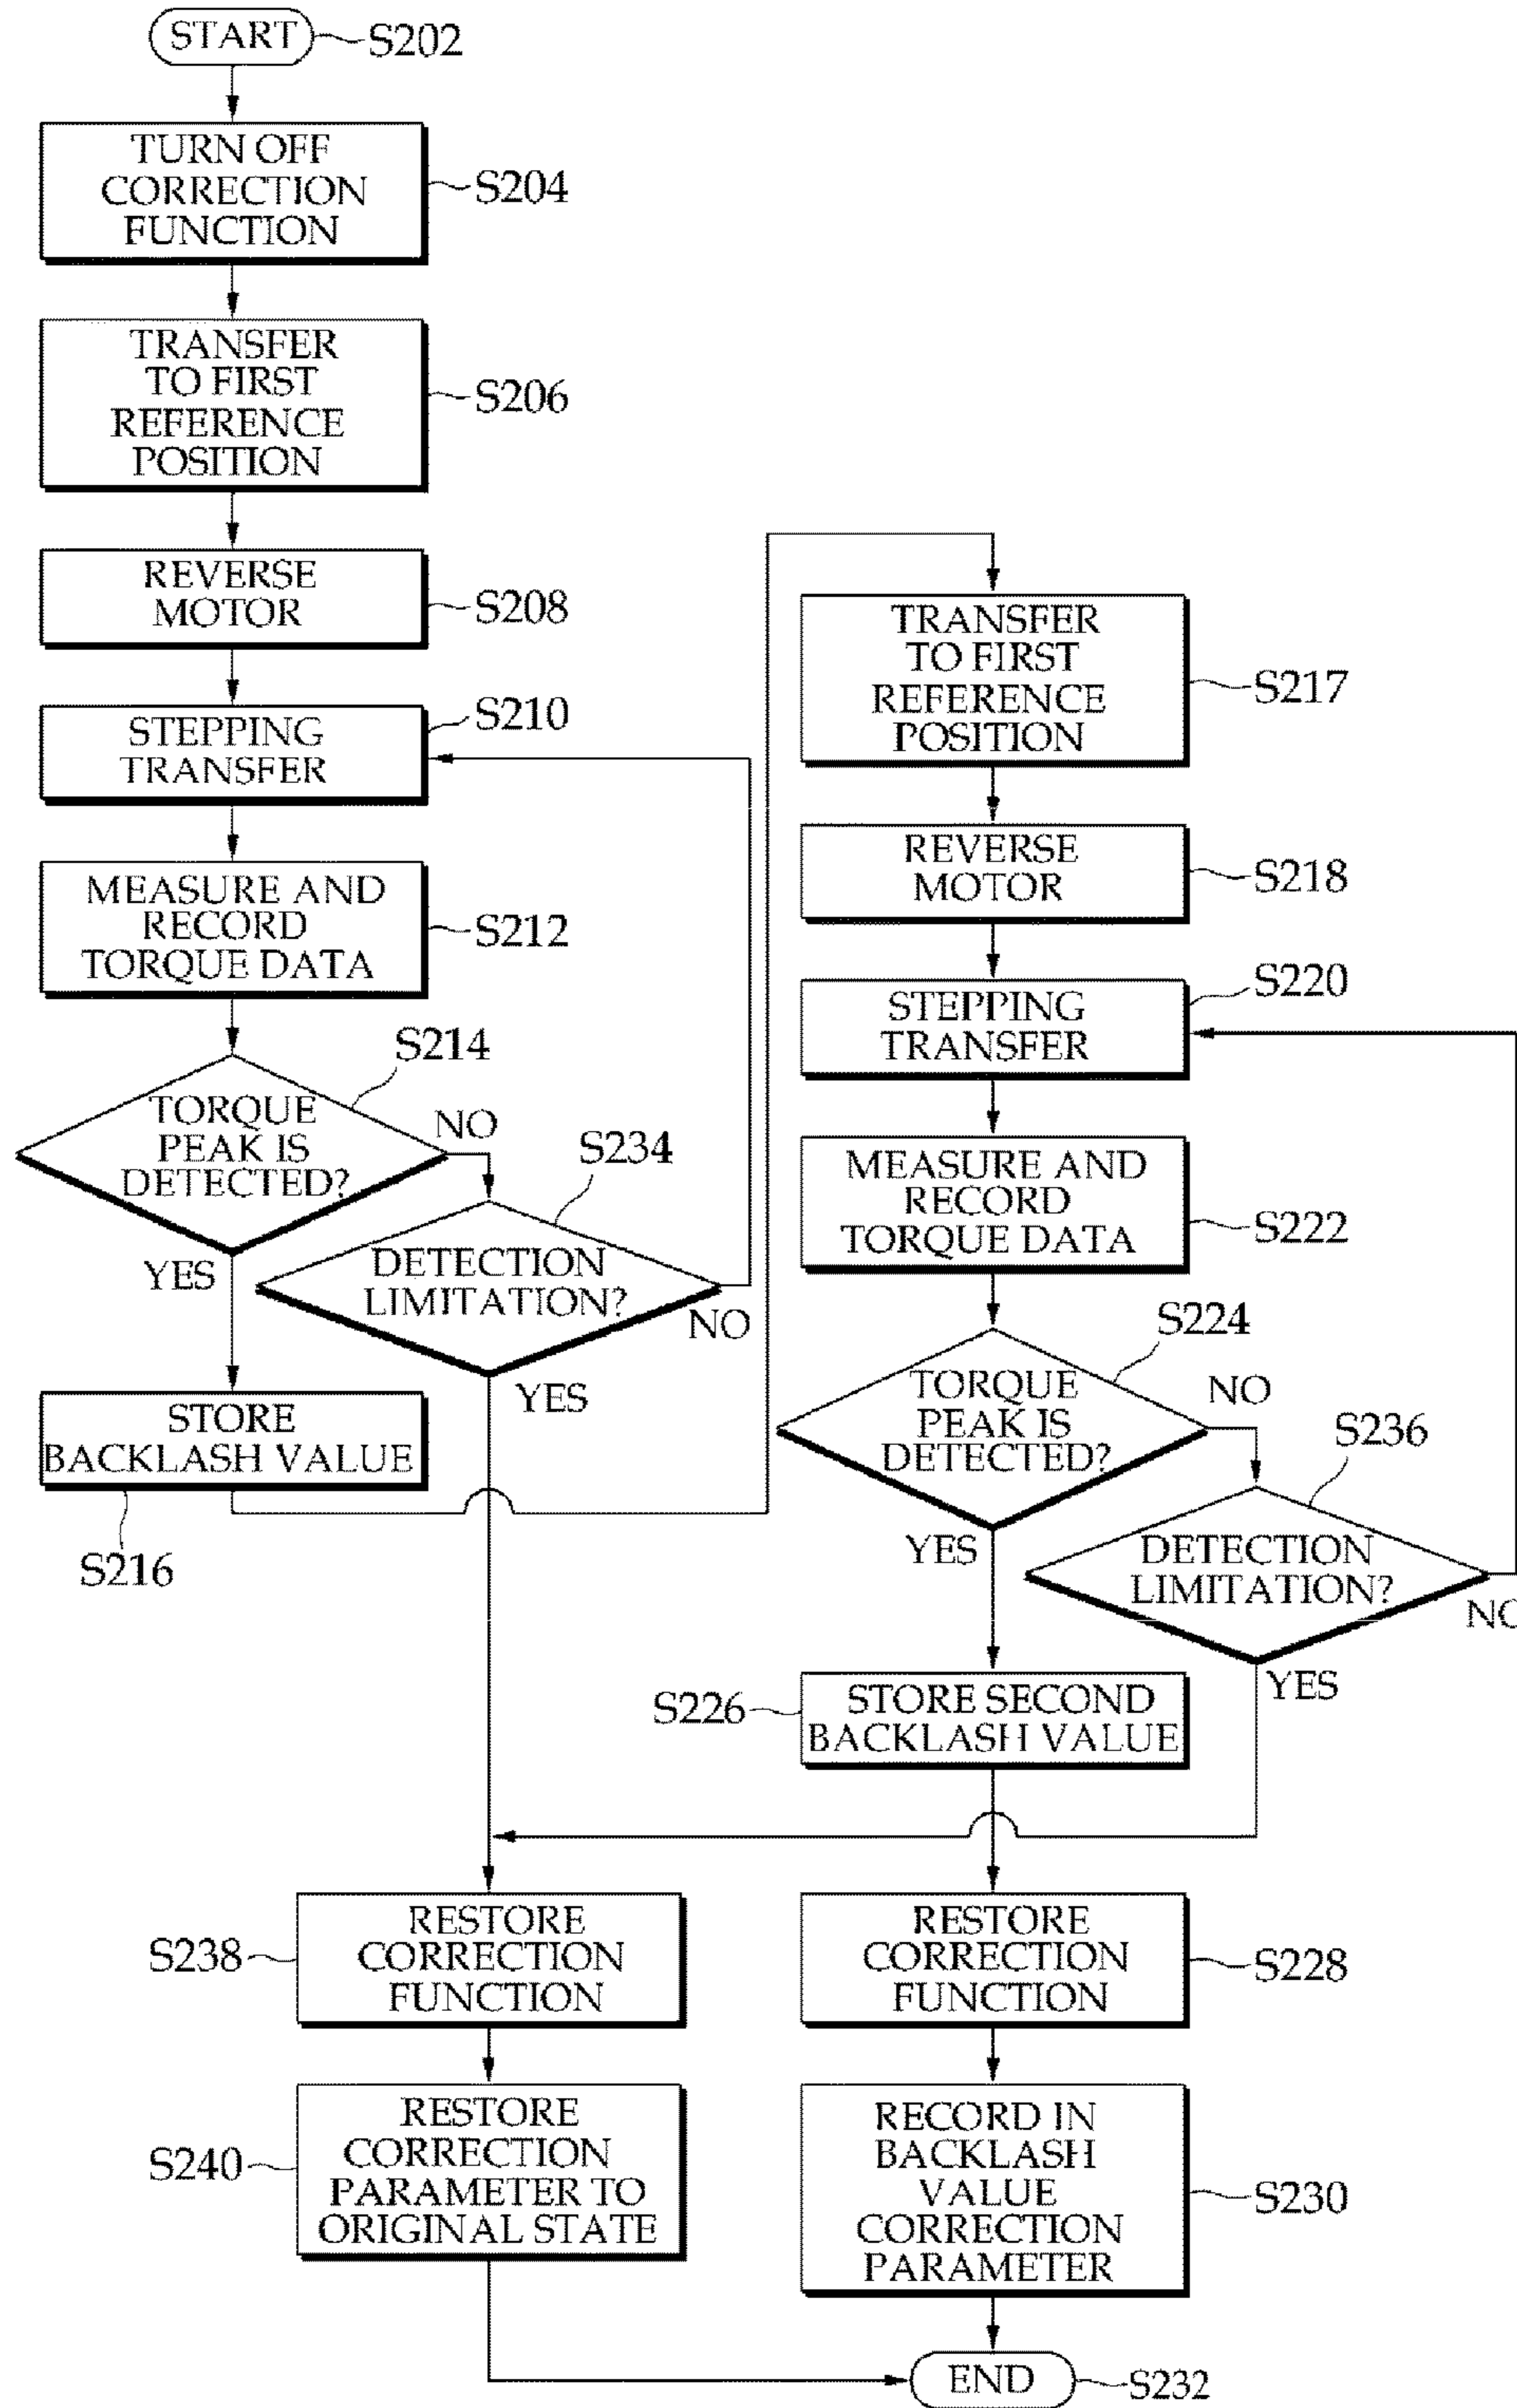 START
S202
TURN OFF
CORRECTION
FUNCTION
S204
TRANSFER
TO FIRST
REFERENCE
POSITION
S206
REVERSE
MOTOR
S208
STEPPING
TRANSFER
S210
MEASURE AND
RECORD
TORQUE DATA
S212
TORQUE
PEAK IS
DETECTED?
S214
NO
YES
DETECTION
LIMITATION?
S234
NO
YES
STORE
BACKLASH VALUE
S216
TRANSFER
TO FIRST
REFERENCE
POSITION
S217
REVERSE
MOTOR
S218
STEPPING
TRANSFER
S220
MEASURE AND
RECORD
TORQUE DATA
S222
TORQUE
PEAK IS
DETECTED?
S224
NO
YES
DETECTION
LIMITATION?
S236
NO
YES
STORE SECOND
BACKLASH VALUE
S226
RESTORE
CORRECTION
FUNCTION
S238
RESTORE
CORRECTION
PARAMETER TO
ORIGINAL STATE
S240
RESTORE
CORRECTION
FUNCTION
S228
RECORD IN
BACKLASH
VALUE
CORRECTION
PARAMETER
S230
END
S232